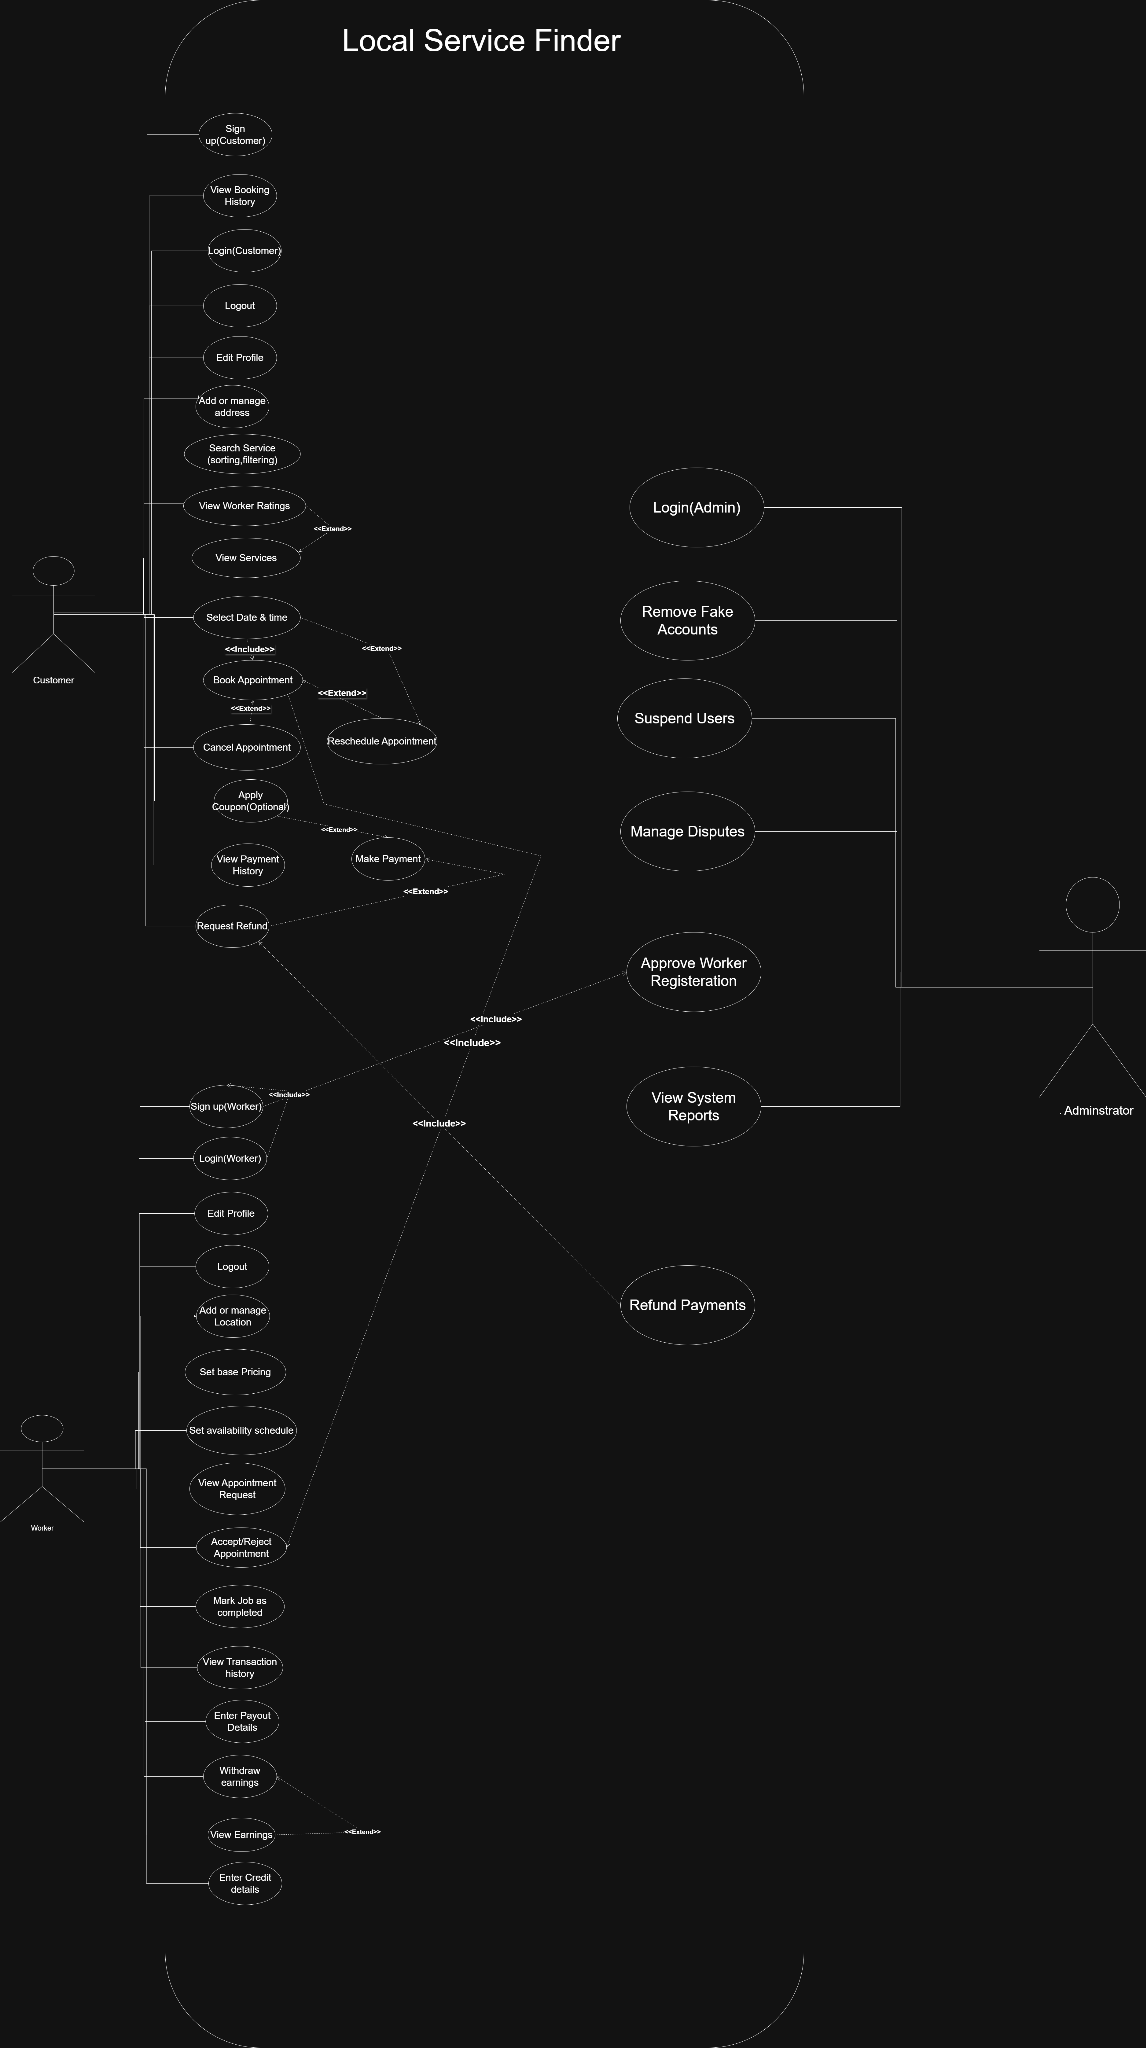 Local Service Finder
Sign
up(Customer)
View Booking
History
Login(Customer)
Logout
Edit Profile
Add or manage
address
Search Service
(sorting,filtering)
View Worker Ratings
<<Extend>>
View Services
Select Date & time
<<Include>>
<<Extend>>
Book Appointment
<<Extend>>
<<Extend>>
Cancel Appointment
Reschedule Appointment
Apply
Coupon(Optional)
<<Extend>>
View Payment
History
Make Payment
<<Extend>>
Request Refund
Customer
Login(Admin)
Remove Fake
Accounts
Suspend Users
Manage Disputes
Approve Worker
Registeration
View System
Reports
Refund Payments
. Adminstrator
<<Include>>
<<Include>>
<<Include>>
<<Include>>
Sign up(Worker)
Login(Worker)
Edit Profile
Logout
Add or manage
Location
Set base Pricing
Set availability schedule
View Appointment
Request
Accept/Reject
Appointment
Mark Job as
completed
View Transaction
history
Enter Payout
Details
Withdraw
earnings
<<Extend>>
View Earnings
Enter Credit
details
Worker